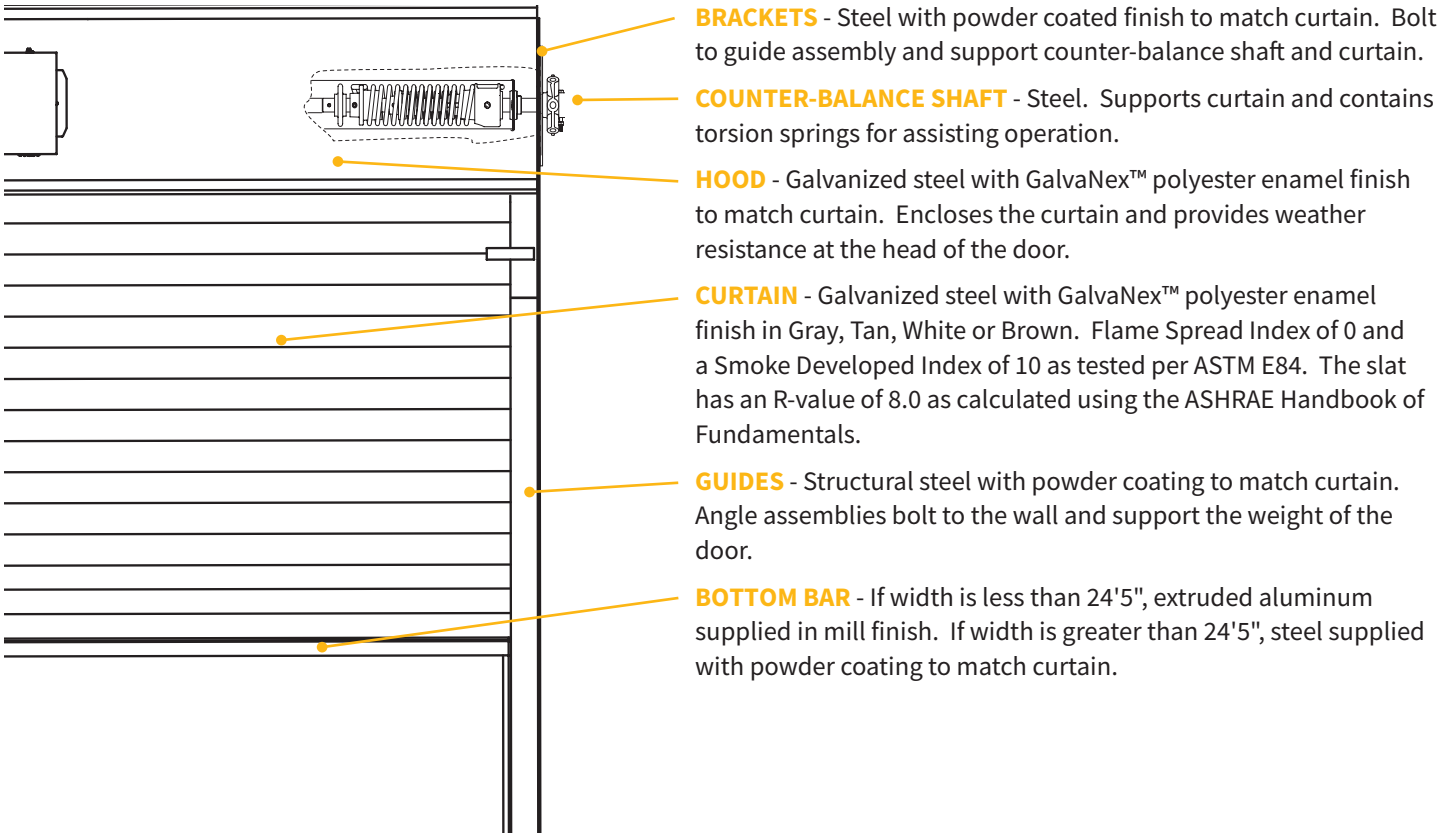 BRACKETS - Steel with powder coated finish to match curtain.  Bolt
to guide assembly and support counter-balance shaft and curtain.
COUNTER-BALANCE SHAFT - Steel.  Supports curtain and contains
torsion springs for assisting operation.
HOOD - Galvanized steel with GalvaNex™ polyester enamel finish
to match curtain.  Encloses the curtain and provides weather
resistance at the head of the door.
CURTAIN - Galvanized steel with GalvaNex™ polyester enamel
finish in Gray, Tan, White or Brown.  Flame Spread Index of 0 and
a Smoke Developed Index of 10 as tested per ASTM E84.  The slat
has an R-value of 8.0 as calculated using the ASHRAE Handbook of
Fundamentals.
GUIDES - Structural steel with powder coating to match curtain.
Angle assemblies bolt to the wall and support the weight of the
door.
BOTTOM BAR - If width is less than 24'5", extruded aluminum
supplied in mill finish.  If width is greater than 24'5", steel supplied
with powder coating to match curtain.